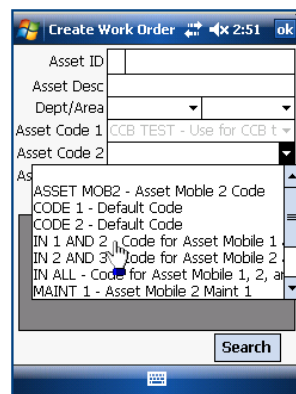 Create Work Order 2:51 ok
Asset ID
Asset Desc
Dept/Area
Asset Code 1 CCB TEST - Use for CCB t
Asset Code 2
As
ASSET MOB2 - Asset Moble 2 Code
CODE 1 - Default Code
CODE 2 - Default Code
IN 1 AND 2 - Code for Asset Mobile 1
IN 2 AND 3 - Code for Asset Mobile 2
IN ALL - Code for Asset Mobile 1, 2, an
MAINT 1 - Asset Mobile 2 Maint 1
Search